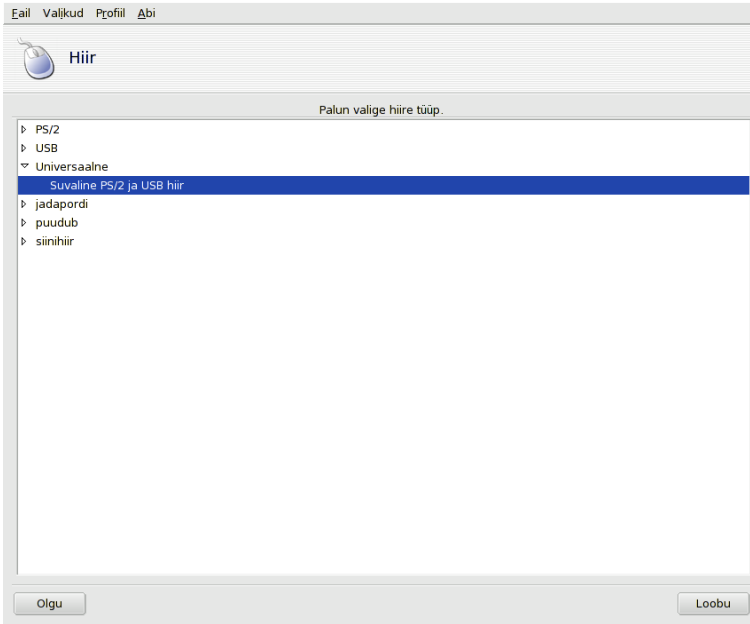 Fail Valikud Profiil Abi
Hiir
Palun valige hiire tüüp.
PS/2
USB
Universaalne
Suvaline PS/2 ja USB hiir
jadapordi
puudub
siinihiir
Olgu Loobu